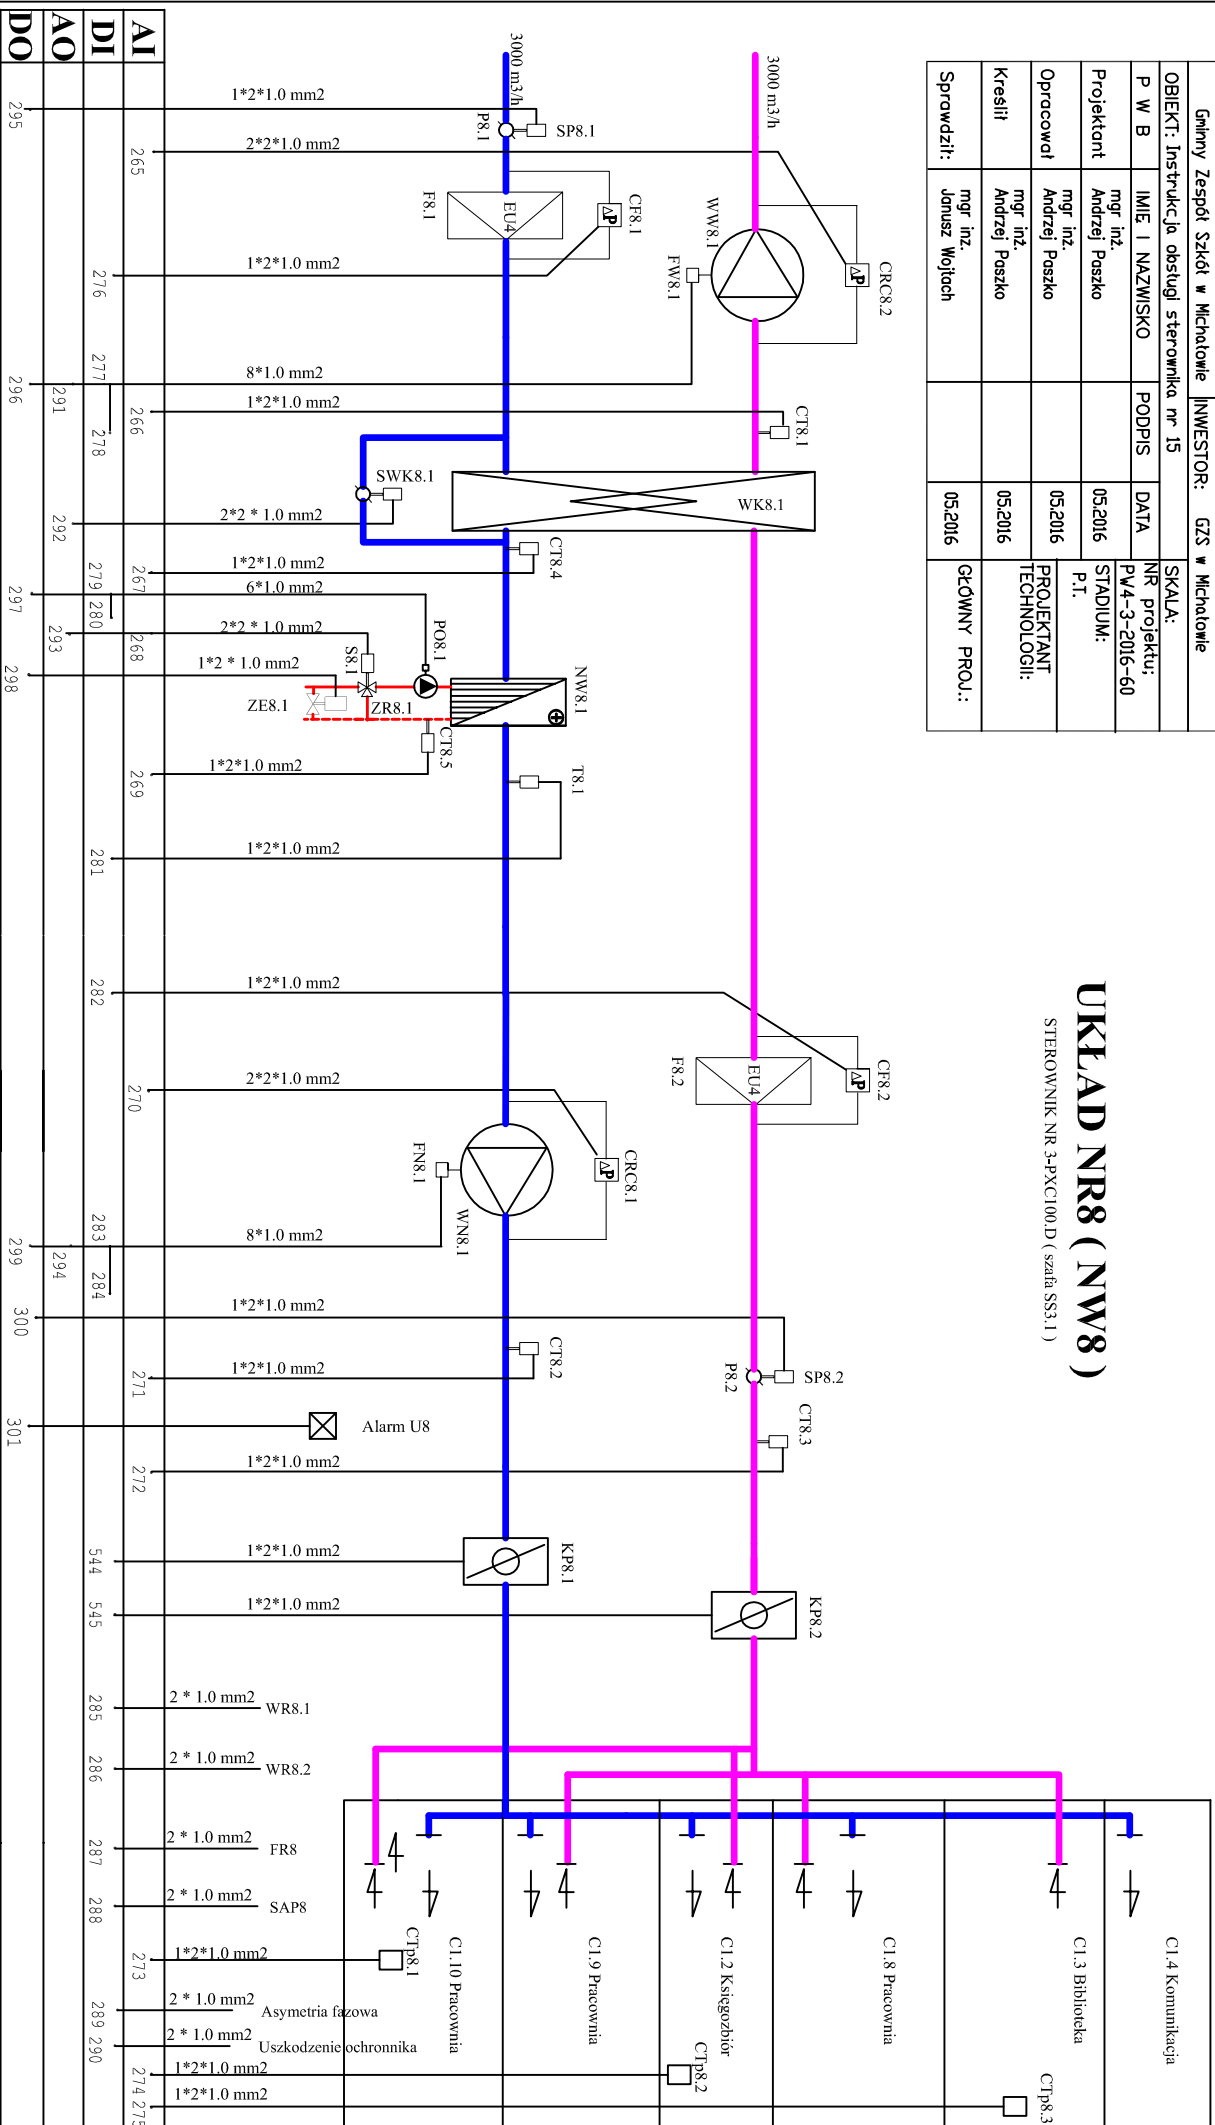 Gminy Zespół Szkół w Michałowie
INWESTOR: GZS w Michałowie
OBIEKT: Instrukcja obsługi sterownika nr 15
SKALA:
P W B
IMIĘ I NAZWISKO
PODPIS
DATA
NR projektu;
PW4-3-2016-60
Projektant
mgr inż.
Andrzej Paszko
05.2016
STADIUM:
P.T.
Opracował
mgr inż.
Andrzej Paszko
05.2016
PROJEKTANT
TECHNOLOGII:
Kreślił
mgr inż.
Andrzej Paszko
05.2016
Sprawdził:
mgr inż.
Janusz Wojtach
05.2016
GŁÓWNY PROJ.:
UKŁAD NR8 ( NW8 )
STEROWNIK NR 3-PXC100.D ( szafa SS3.1 )
3000 m3/h
3000 m3/h
CRC8.2
ΔP
WW8.1
FW8.1
CT8.1
WK8.1
CF8.2
ΔP
EU4
F8.2
SP8.2
P8.2
CT8.3
KP8.2
SP8.1
P8.1
CF8.1
ΔP
EU4
F8.1
SWK8.1
CT8.4
PO8.1
S8.1
ZR8.1
ZE8.1
NW8.1
CT8.5
T8.1
CRC8.1
ΔP
FN8.1
WN8.1
CT8.2
Alarm U8
KP8.1
WR8.1
WR8.2
FR8
SAP8
CTp8.1
Asymetria fazowa
Uszkodzenie ochronnika
CTp8.2
CTp8.3
C1.4 Komunikacja
C1.3 Biblioteka
C1.8 Pracownia
C1.2 Księgozbiór
C1.9 Pracownia
C1.10 Pracownia
1*2*1.0 mm2
2*2*1.0 mm2
1*2*1.0 mm2
8*1.0 mm2
1*2*1.0 mm2
2*2 * 1.0 mm2
1*2*1.0 mm2
6*1.0 mm2
2*2 * 1.0 mm2
1*2 * 1.0 mm2
1*2*1.0 mm2
1*2*1.0 mm2
1*2*1.0 mm2
2*2*1.0 mm2
8*1.0 mm2
1*2*1.0 mm2
1*2*1.0 mm2
1*2*1.0 mm2
1*2*1.0 mm2
1*2*1.0 mm2
2 * 1.0 mm2
2 * 1.0 mm2
2 * 1.0 mm2
2 * 1.0 mm2
1*2*1.0 mm2
2 * 1.0 mm2
2 * 1.0 mm2
1*2*1.0 mm2
1*2*1.0 mm2
AI
265
266
267
268
269
270
271
272
273
274
275
DI
276
277
278
279
280
281
282
283
284
544
545
285
286
287
288
289
290
AO
291
292
293
294
DO
295
296
297
298
299
300
301